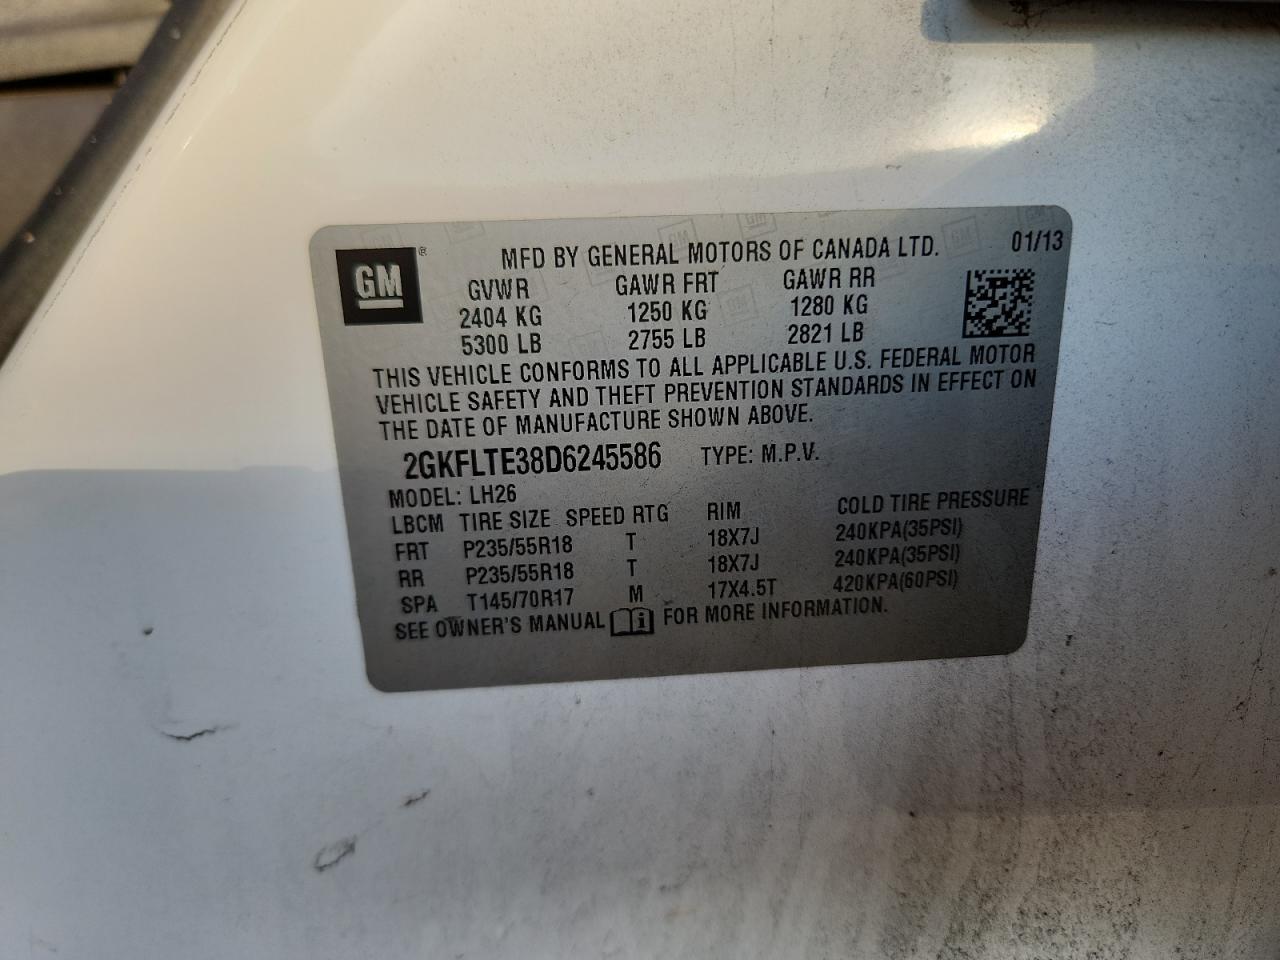 GM ® MFD BY GENERAL MOTORS OF CANADA LTD. 01/13
GVWR GAWR FRT GAWR RR
2404 KG 1250 KG 1280 KG
5300 LB 2755 LB 2821 LB
THIS VEHICLE CONFORMS TO ALL APPLICABLE U.S. FEDERAL MOTOR
VEHICLE SAFETY AND THEFT PREVENTION STANDARDS IN EFFECT ON
THE DATE OF MANUFACTURE SHOWN ABOVE.
2GKFLTE38D6245586 TYPE: M.P.V.
MODEL: LH26
LBCM TIRE SIZE SPEED RTG RIM COLD TIRE PRESSURE
FRT P235/55R18 T 18X7J 240KPA(35PSI)
RR P235/55R18 T 18X7J 240KPA(35PSI)
SPA T145/70R17 M 17X4.5T 420KPA(60PSI)
SEE OWNER'S MANUAL i FOR MORE INFORMATION.